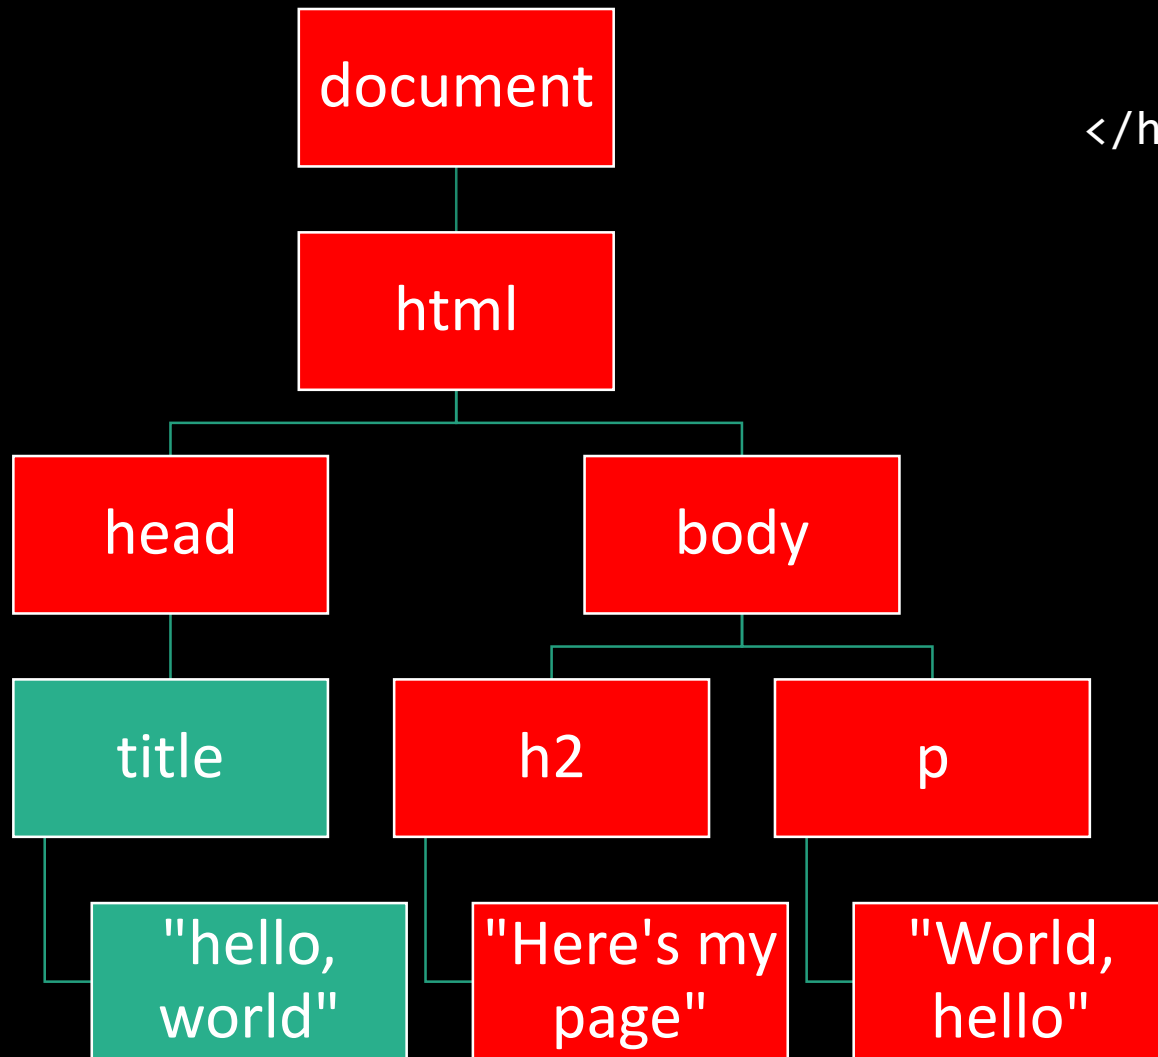 document
</h
html
head
body
title
h2
p
"hello,
world"
"Here's my
page"
"World,
hello"